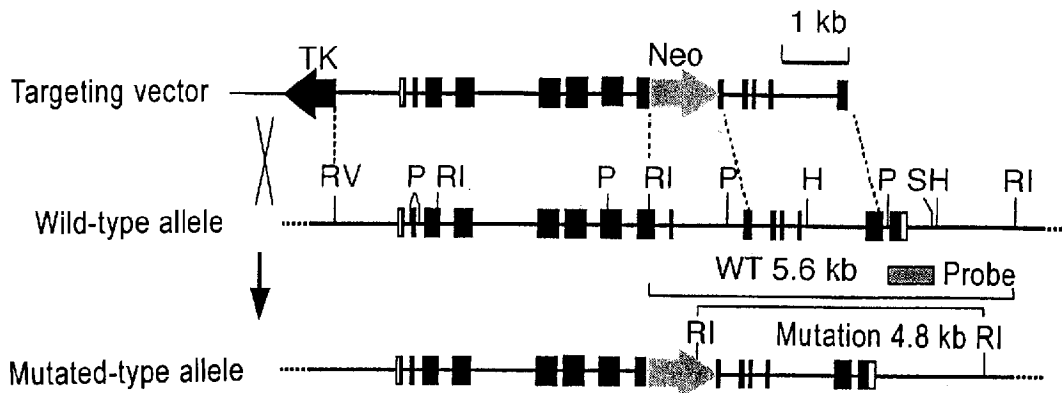 1 kb
TK Neo
Targeting vector
RV P RI P RI P H P SH RI
Wild-type allele
WT 5.6 kb Probe
RI Mutation 4.8 kb RI
Mutated-type allele